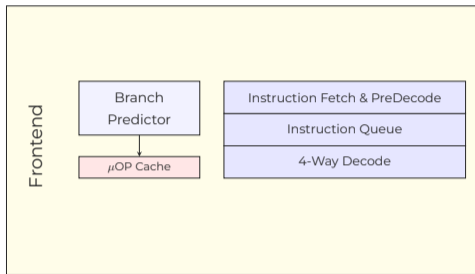 Frontend
Branch
Predictor
μOP Cache
Instruction Fetch & PreDecode
Instruction Queue
4-Way Decode